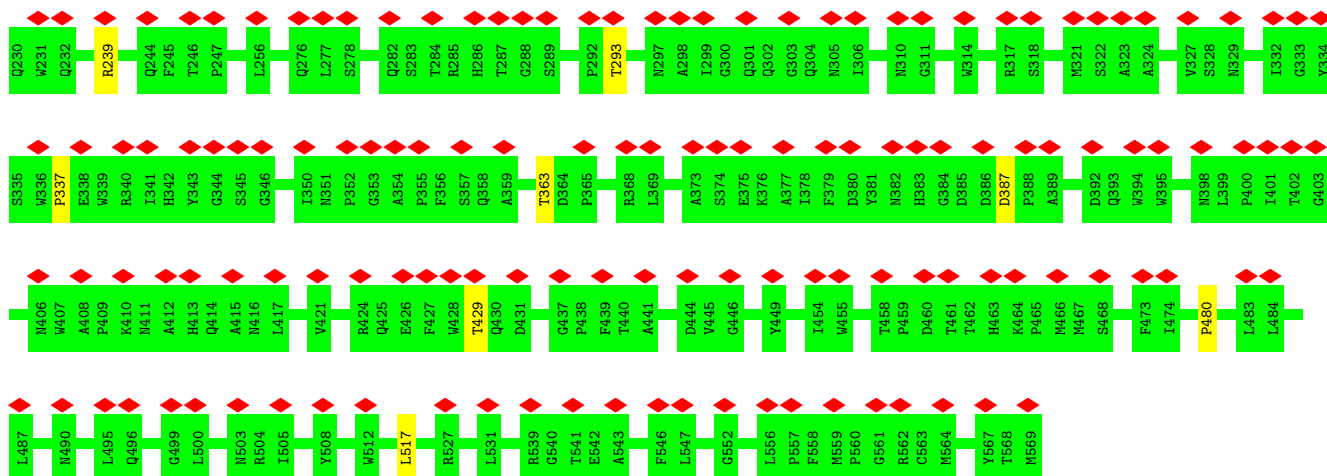 Q230 W231 Q232 R239 Q244 F245 T246 P247 L256 Q276 L277 S278 Q282 S283 T284 R285 H286 T287 G288 S289 P292 T293 N297 A298 I299 G300 Q301 Q302 G303 Q304 N305 I306 N310 G311 W314 R317 S318 M321 S322 A323 A324 V327 S328 N329 I332 G333 Y334
S335 W336 P337 E338 W339 R340 I341 H342 Y343 G344 S345 G346 I350 N351 P352 G353 A354 P355 F356 S357 Q358 A359 T363 D364 P365 R368 L369 A373 S374 E375 K376 A377 I378 F379 D380 Y381 N382 H383 G384 D385 D386 D387 P388 A389 D392 Q393 W394 W395 N398 L399 P400 I401 T402 G403
N406 W407 A408 P409 K410 N411 A412 H413 Q414 A415 N416 L417 V421 R424 Q425 E426 F427 W428 T429 Q430 D431 G437 P438 F439 T440 A441 D444 V445 G446 Y449 I454 W455 T458 P459 D460 T461 T462 H463 K464 P465 M466 M467 S468 F473 I474 P480 L483 L484
L487 N490 L495 Q496 G499 L500 N503 R504 I505 Y508 W512 L517 R527 L531 R539 G540 T541 E542 A543 F546 L547 G552 L556 P557 F558 M559 P560 G561 R562 C563 M564 Y567 T568 M569